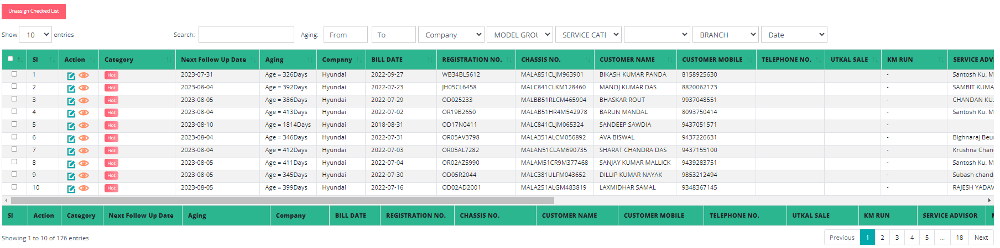 Unassign Checked List
Show 10 entries Search: Aging: From To Company MODEL GROU SERVICE CATE BRANCH Date
SI Action Category Next Follow Up Date Aging Company BILL DATE REGISTRATION NO. CHASSIS NO. CUSTOMER NAME CUSTOMER MOBILE TELEPHONE NO. UTKAL SALE KM RUN SERVICE ADVI
1 Hot 2023-07-31 Age = 326Days Hyundai 2022-09-27 WB34BL5612 MALA851CLJM963901 BIKASH KUMAR PANDA 8158925630 - Santosh Ku. M
2 Hot 2023-08-04 Age = 392Days Hyundai 2022-07-23 JH05CL6458 MALC841CLKM128460 MANOJ KUMAR DAS 8820062173 - SAMBIT KUMA
3 Hot 2023-08-05 Age = 386Days Hyundai 2022-07-29 OD025233 MALBB51RLCM465904 BHASKAR ROUT 9937048551 - CHANDAN KU.
4 Hot 2023-08-04 Age = 413Days Hyundai 2022-07-02 OR19B2650 MALAB51HR4M542978 BARUN MANDAL 8093750414 - Santosh Ku. M
5 Hot 2023-08-10 Age = 1814Days Hyundai 2018-08-31 OD17N0411 MALC841CLJM065324 SANDEEP SAWDIA 9437051571 -
6 Hot 2023-08-04 Age = 346Days Hyundai 2022-07-31 OR05AV3798 MALA351ALCM056892 AVA BISWAL 9437226631 - Bighnaraj Beur
7 Hot 2023-08-04 Age = 412Days Hyundai 2022-07-03 OR05AL7282 MALAN51CLAM690735 SHARAT CHANDRA DAS 9437155100 - Krushna Chan
8 Hot 2023-08-05 Age = 411Days Hyundai 2022-07-04 OR02AZ5990 MALAM51CR9M377468 SANJAY KUMAR MALLICK 9439283751 - Santosh Ku. M
9 Hot 2023-08-05 Age = 345Days Hyundai 2022-07-30 OD05R2044 MALC381ULFM043652 DILLIP KUMAR NAYAK 9853212494 - Subash chand
10 Hot 2023-08-05 Age = 399Days Hyundai 2022-07-16 OD02AD2001 MALA251ALGM483819 LAXMIDHAR SAMAL 9348367145 - RAJESH YADAV
SI Action Category Next Follow Up Date Aging Company BILL DATE REGISTRATION NO. CHASSIS NO. CUSTOMER NAME CUSTOMER MOBILE TELEPHONE NO. UTKAL SALE KM RUN SERVICE ADVISOR
Showing 1 to 10 of 176 entries Previous 1 2 3 4 5 ... 18 Next